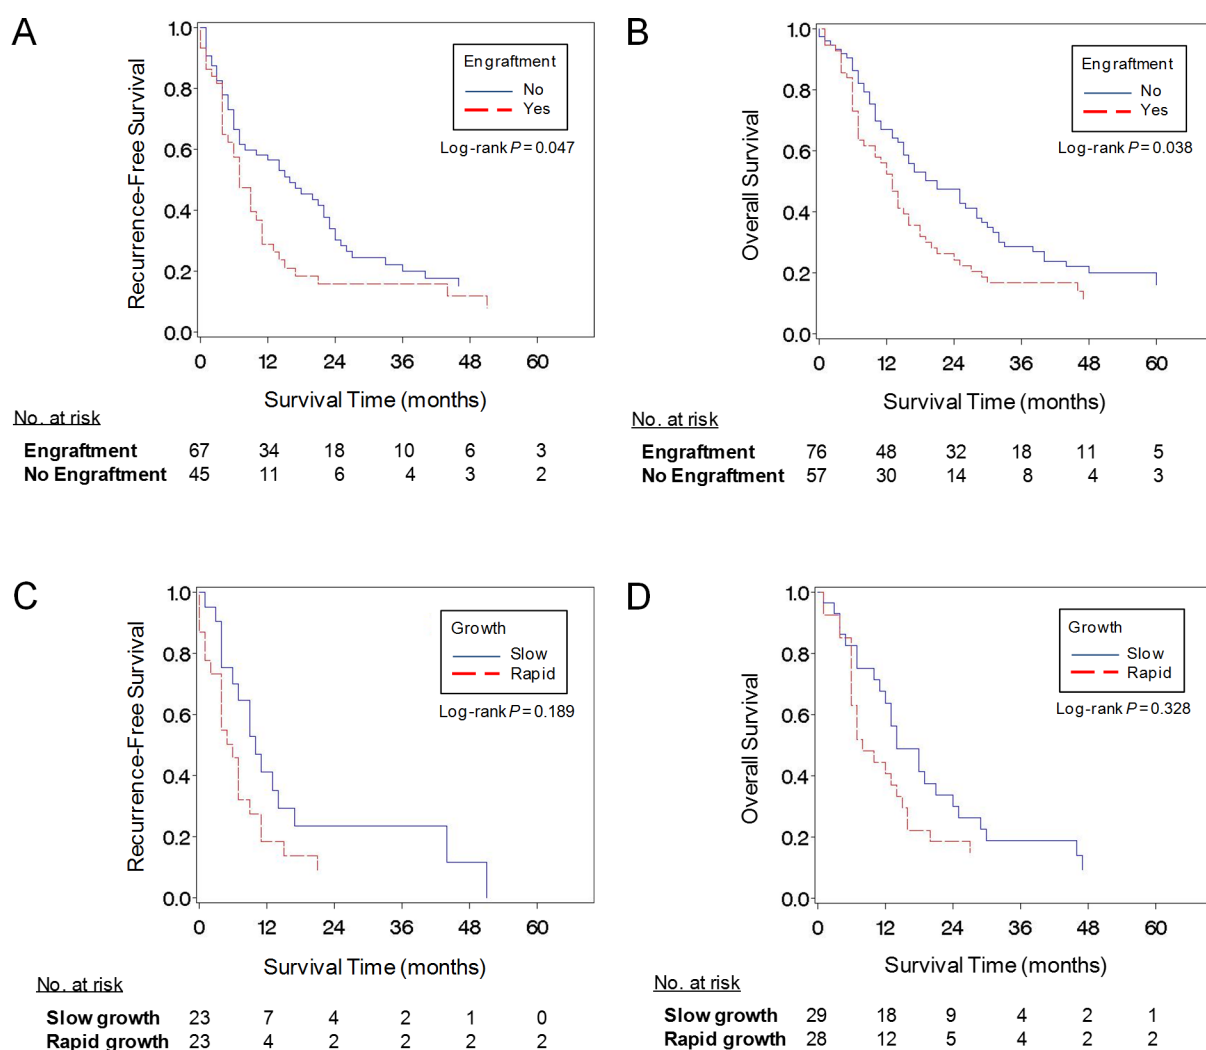 A
Recurrence-Free Survival
1.0
0.8
0.6
0.4
0.2
0.0
Engraftment
No
Yes
Log-rank P = 0.047
0 12 24 36 48 60
Survival Time (months)
No. at risk
Engraftment 67 34 18 10 6 3
No Engraftment 45 11 6 4 3 2
B
Overall Survival
1.0
0.8
0.6
0.4
0.2
0.0
Engraftment
No
Yes
Log-rank P = 0.038
0 12 24 36 48 60
Survival Time (months)
No. at risk
Engraftment 76 48 32 18 11 5
No Engraftment 57 30 14 8 4 3
C
Recurrence-Free Survival
1.0
0.8
0.6
0.4
0.2
0.0
Growth
Slow
Rapid
Log-rank P = 0.189
0 12 24 36 48 60
Survival Time (months)
No. at risk
Slow growth 23 7 4 2 1 0
Rapid growth 23 4 2 2 2 2
D
Overall Survival
1.0
0.8
0.6
0.4
0.2
0.0
Growth
Slow
Rapid
Log-rank P = 0.328
0 12 24 36 48 60
Survival Time (months)
No. at risk
Slow growth 29 18 9 4 2 1
Rapid growth 28 12 5 4 2 2